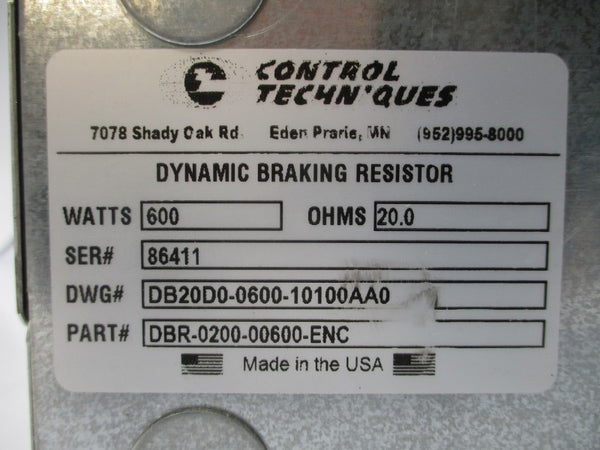 CONTROL
TECHN'QUES
7078 Shady Oak Rd Eden Prarie, MN (952)995-8000
DYNAMIC BRAKING RESISTOR
WATTS 600 OHMS 20.0
SER# 86411
DWG# DB20D0-0600-10100AA0
PART# DBR-0200-00600-ENC
Made in the USA